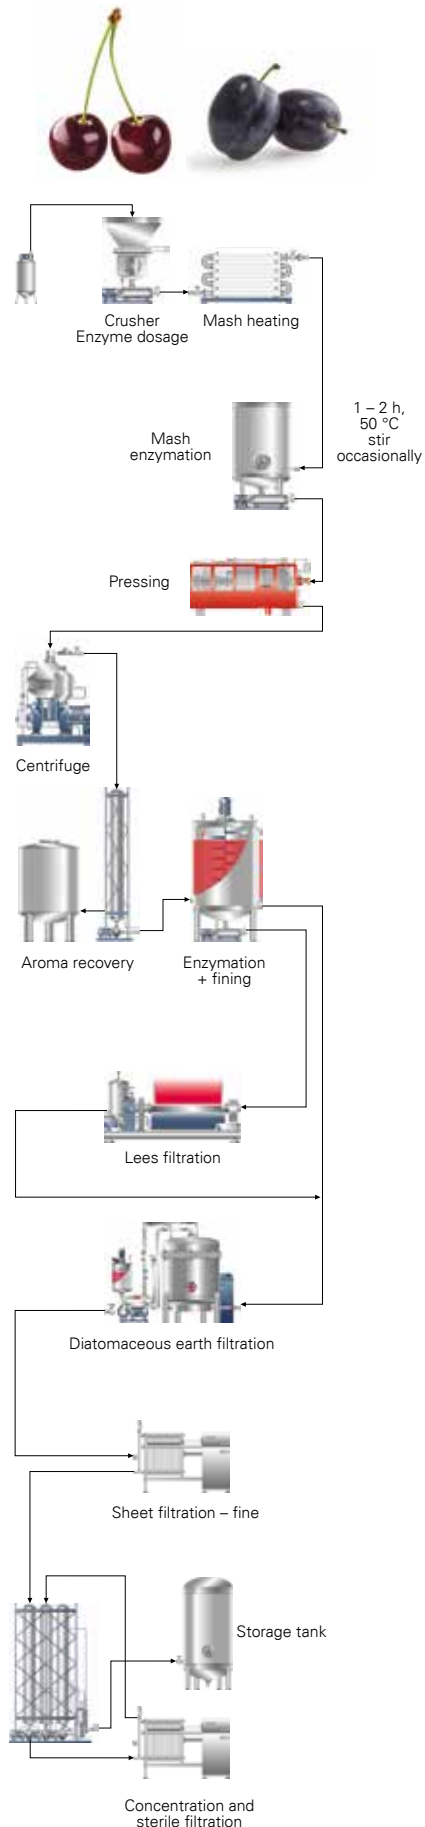 Crusher
Enzyme dosage
Mash heating
Mash
enzymation
1 – 2 h,
50 °C
stir
occasionally
Pressing
Centrifuge
Aroma recovery
Enzymation
+ fining
Lees filtration
Diatomaceous earth filtration
Sheet filtration – fine
Storage tank
Concentration and
sterile filtration